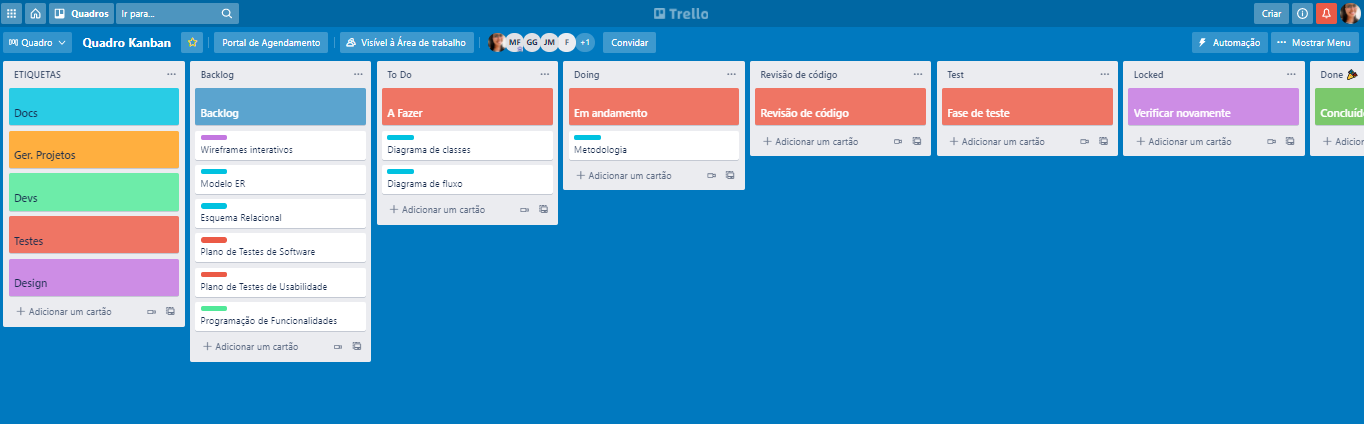 Quadros
Ir para...
Trello
Criar
Quadro
Quadro Kanban
Portal de Agendamento
Visível à Área de trabalho
MF
GG
JM
F
+1
Convidar
Automação
Mostrar Menu
ETIQUETAS
Docs
Ger. Projetos
Devs
Testes
Design
Adicionar um cartão
Backlog
Backlog
Wireframes interativos
Modelo ER
Esquema Relacional
Plano de Testes de Software
Plano de Testes de Usabilidade
Programação de Funcionalidades
Adicionar um cartão
To Do
A Fazer
Diagrama de classes
Diagrama de fluxo
Adicionar um cartão
Doing
Em andamento
Metodologia
Adicionar um cartão
Revisão de código
Revisão de código
Adicionar um cartão
Test
Fase de teste
Adicionar um cartão
Locked
Verificar novamente
Adicionar um cartão
Done
Concluíd
Adicion